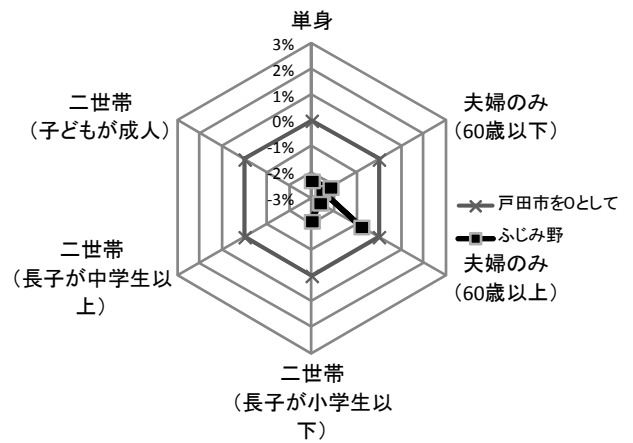 単身
3%
2%
1%
0%
-1%
-2%
-3%
夫婦のみ
（60歳以下）
夫婦のみ
（60歳以上）
二世帯
（長子が小学生以
下）
二世帯
（長子が中学生以
上）
二世帯
（子どもが成人）
戸田市を0として
ふじみ野